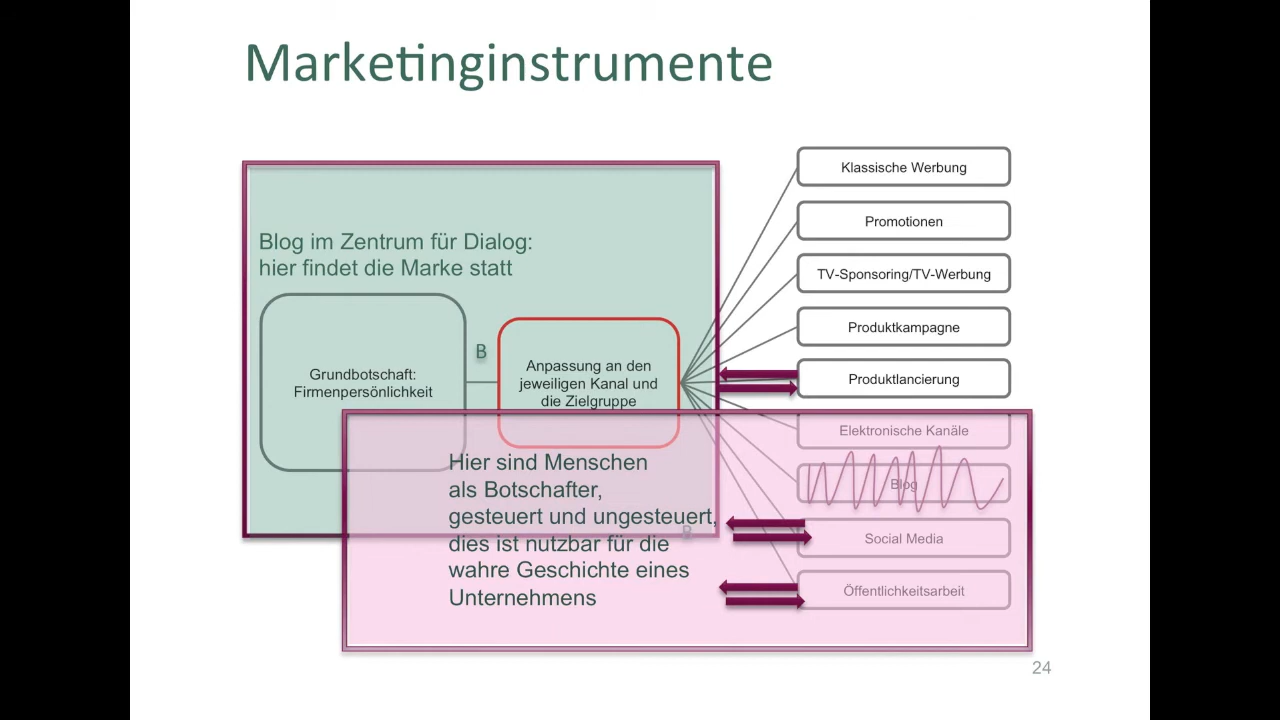 Marketinginstrumente
Blog im Zentrum für Dialog:
hier findet die Marke statt
Grundbotschaft:
Firmenpersönlichkeit
B
Anpassung an den
jeweiligen Kanal und
die Zielgruppe
Klassische Werbung
Promotionen
TV-Sponsoring/TV-Werbung
Produktkampagne
Produktlancierung
Elektronische Kanäle
Blog
Social Media
Öffentlichkeitsarbeit
Hier sind Menschen
als Botschafter,
gesteuert und ungesteuert,
dies ist nutzbar für die
wahre Geschichte eines
Unternehmens
B
24